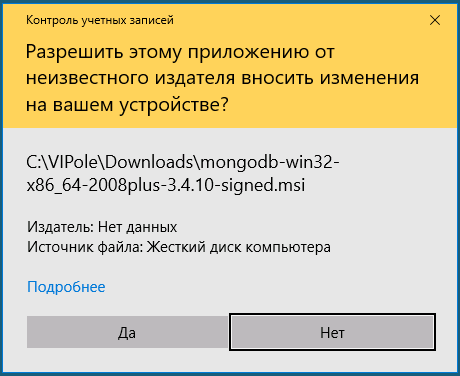 Контроль учетных записей
Разрешить этому приложению от
неизвестного издателя вносить изменения
на вашем устройстве?
C:\VIPole\Downloads\mongodb-win32-
x86_64-2008plus-3.4.10-signed.msi
Издатель: Нет данных
Источник файла: Жесткий диск компьютера
Подробнее
Да
Нет